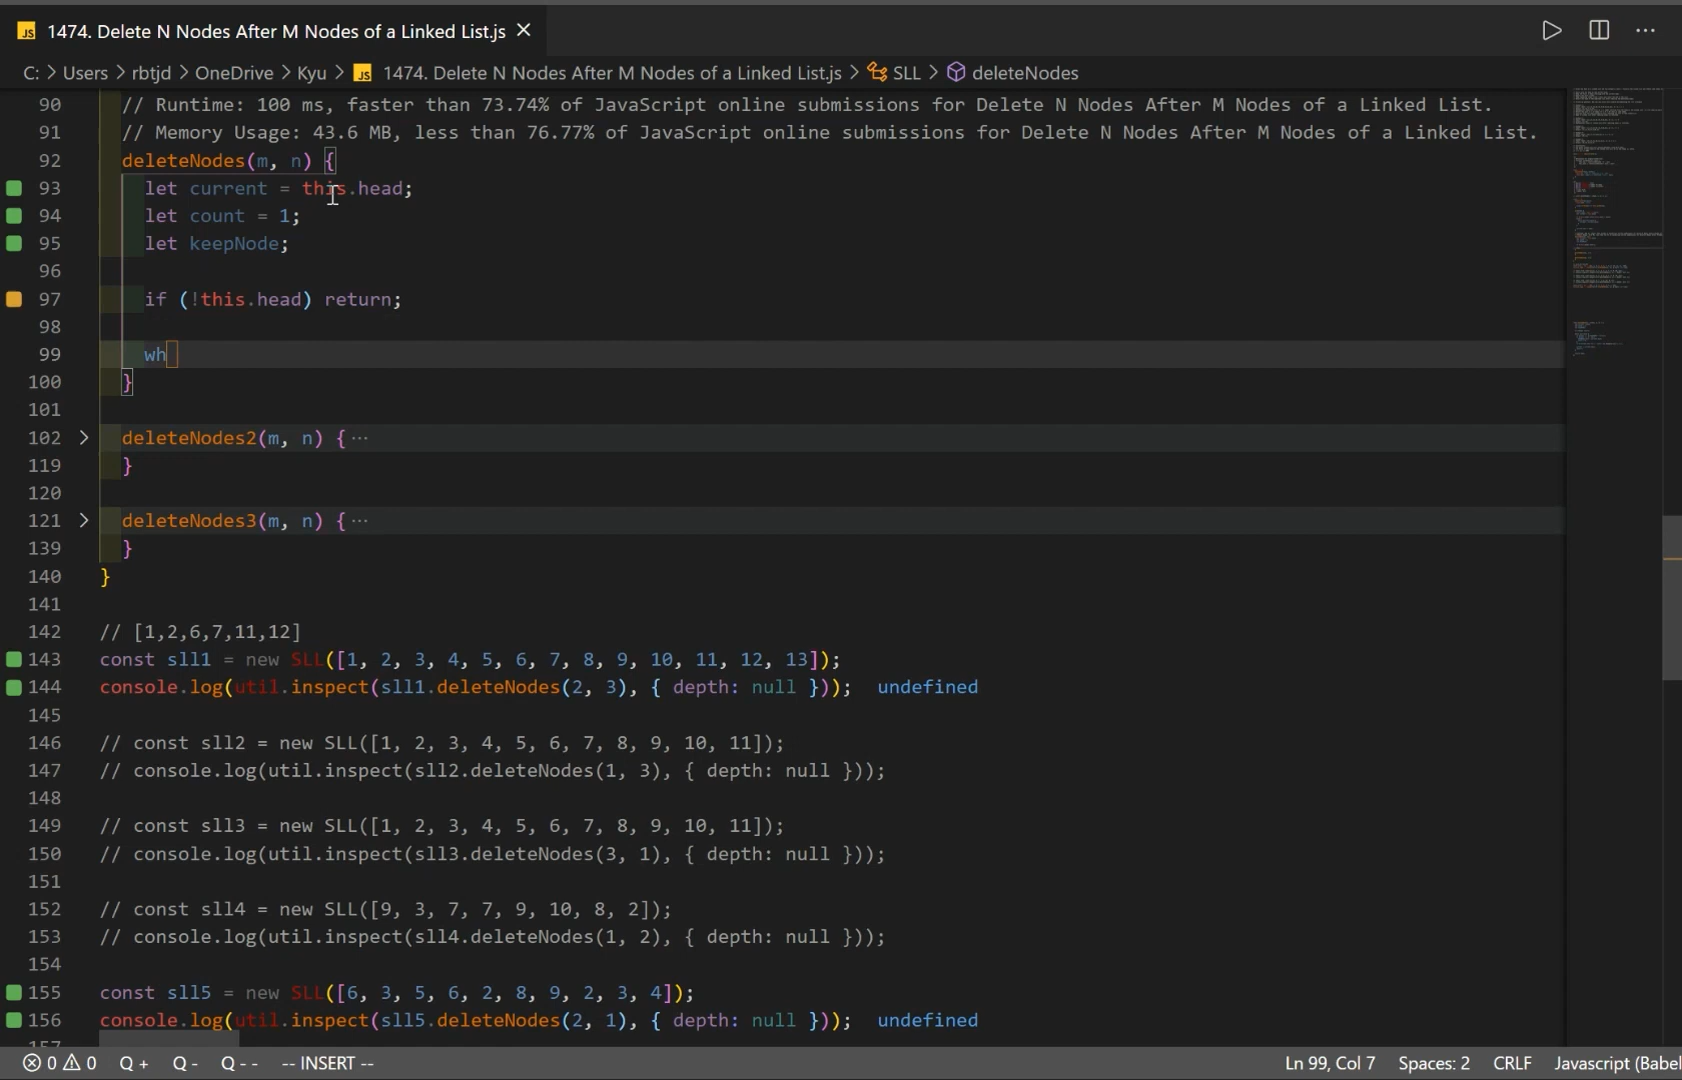 JS 1474. Delete N Nodes After M Nodes of a Linked List.js
C: > Users > rbtjd > OneDrive > Kyu > JS 1474. Delete N Nodes After M Nodes of a Linked List.js > SLL > deleteNodes
90 // Runtime: 100 ms, faster than 73.74% of JavaScript online submissions for Delete N Nodes After M Nodes of a Linked List.
91 // Memory Usage: 43.6 MB, less than 76.77% of JavaScript online submissions for Delete N Nodes After M Nodes of a Linked List.
92 deleteNodes(m, n) {
93 let current = this.head;
94 let count = 1;
95 let keepNode;
96
97 if (!this.head) return;
98
99 wh
100 }
101
102 > deleteNodes2(m, n) { ···
119 }
120
121 > deleteNodes3(m, n) { ···
139 }
140 }
141
142 // [1,2,6,7,11,12]
143 const sll1 = new SLL([1, 2, 3, 4, 5, 6, 7, 8, 9, 10, 11, 12, 13]);
144 console.log(util.inspect(sll1.deleteNodes(2, 3), { depth: null })); undefined
145
146 // const sll2 = new SLL([1, 2, 3, 4, 5, 6, 7, 8, 9, 10, 11]);
147 // console.log(util.inspect(sll2.deleteNodes(1, 3), { depth: null }));
148
149 // const sll3 = new SLL([1, 2, 3, 4, 5, 6, 7, 8, 9, 10, 11]);
150 // console.log(util.inspect(sll3.deleteNodes(3, 1), { depth: null }));
151
152 // const sll4 = new SLL([9, 3, 7, 7, 9, 10, 8, 2]);
153 // console.log(util.inspect(sll4.deleteNodes(1, 2), { depth: null }));
154
155 const sll5 = new SLL([6, 3, 5, 6, 2, 8, 9, 2, 3, 4]);
156 console.log(util.inspect(sll5.deleteNodes(2, 1), { depth: null })); undefined
157
0 0 Q + Q - Q - - -- INSERT -- Ln 99, Col 7 Spaces: 2 CRLF Javascript (Babel